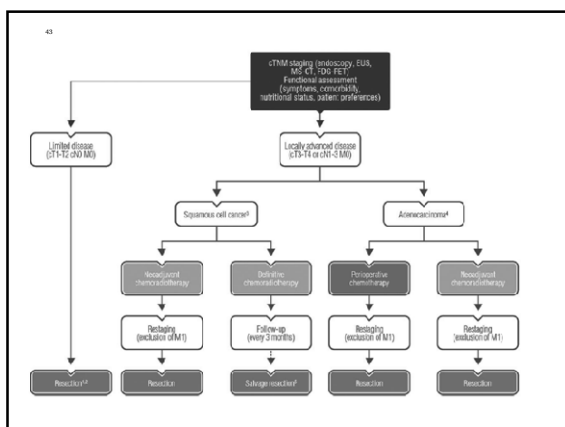 43
cTNM staging (endoscopy, EUS,
MS-CT, FDG-PET)
Functional assessment
(symptoms, comorbidity,
nutritional status, patient preferences)
Limited disease
(cT1-T2 cN0 M0)
Locally advanced disease
(cT3-T4 or cN1-3 M0)
Squamous cell cancer³
Adenocarcinoma⁴
Neoadjuvant
chemoradiotherapy
Definitive
chemoradiotherapy
Perioperative
chemotherapy
Neoadjuvant
chemoradiotherapy
Restaging
(exclusion of M1)
Follow-up
(every 3 months)
Restaging
(exclusion of M1)
Restaging
(exclusion of M1)
Resection
Resection
Salvage resection
Resection
Resection